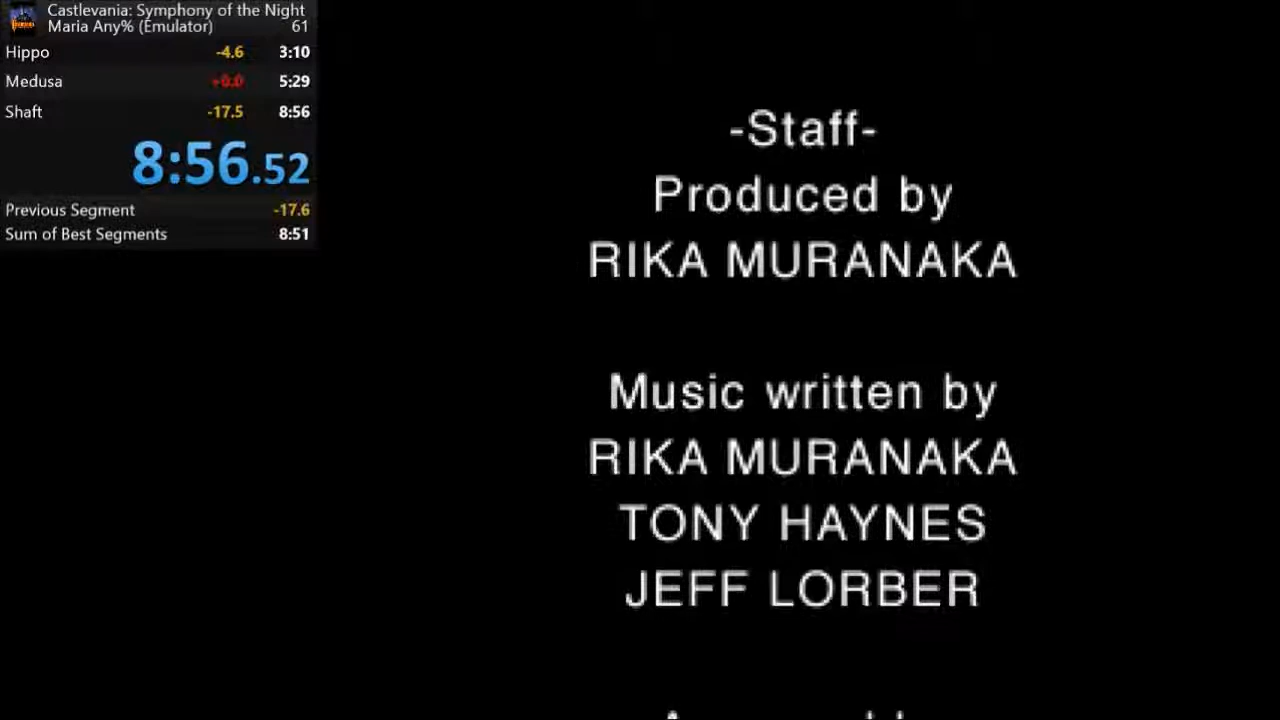 Castlevania: Symphony of the Night
Maria Any% (Emulator) 61
Hippo -4.6 3:10
Medusa +0.0 5:29
Shaft -17.5 8:56
8:56.52
Previous Segment -17.6
Sum of Best Segments 8:51
-Staff-
Produced by
RIKA MURANAKA
Music written by
RIKA MURANAKA
TONY HAYNES
JEFF LORBER